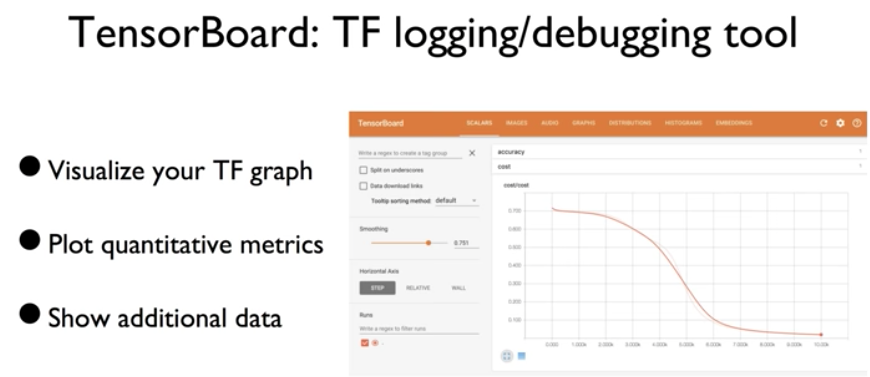 TensorBoard: TF logging/debugging tool
● Visualize your TF graph
● Plot quantitative metrics
● Show additional data
TensorBoard SCALARS IMAGES AUDIO GRAPHS DISTRIBUTIONS HISTOGRAMS EMBEDDINGS
Write a regex to create a tag group
Split on underscores
Data download links
Tooltip sorting method: default
Smoothing
0.751
Horizontal Axis
STEP RELATIVE WALL
Runs
Write a regex to filter runs
.
accuracy 1
cost 1
cost/cost
0.700
0.600
0.500
0.400
0.300
0.200
0.100
0.000 1.000k 2.000k 3.000k 4.000k 5.000k 6.000k 7.000k 8.000k 9.000k 10.00k